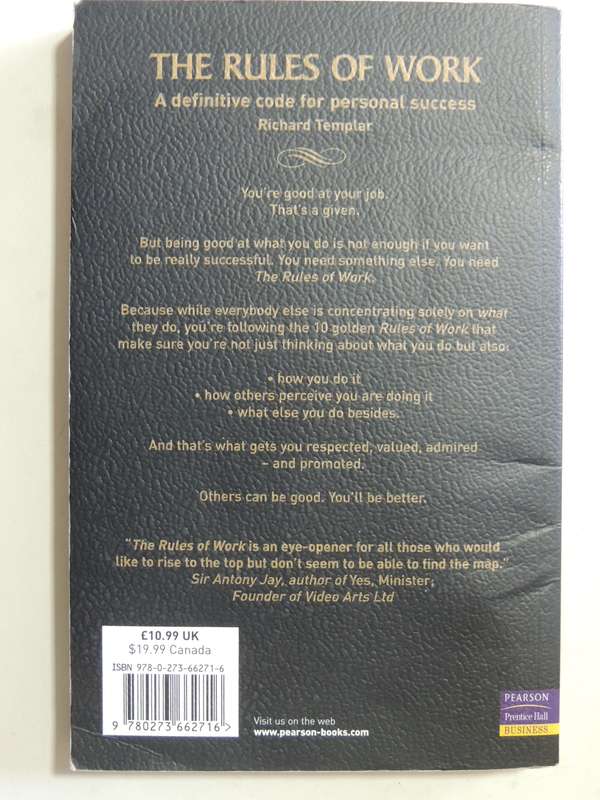 THE RULES OF WORK
A definitive code for personal success
Richard Templar
You're good at your job.
That's a given.
But being good at what you do is not enough if you want
to be really successful. You need something else. You need
The Rules of Work.
Because while everybody else is concentrating solely on what
they do, you're following the 10 golden Rules of Work that
make sure you're not just thinking about what you do but also:
• how you do it
• how others perceive you are doing it
• what else you do besides.
And that's what gets you respected, valued, admired
– and promoted.
Others can be good. You'll be better.
"The Rules of Work is an eye-opener for all those who would
like to rise to the top but don't seem to be able to find the map."
Sir Antony Jay, author of Yes, Minister;
Founder of Video Arts Ltd
£10.99 UK
$19.99 Canada
ISBN 978-0-273-66271-6
9 780273 662716 >
Visit us on the web
www.pearson-books.com
PEARSON
Prentice Hall
BUSINESS